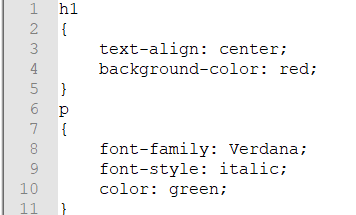 1 h1
2 {
3 text-align: center;
4 background-color: red;
5 }
6 p
7 {
8 font-family: Verdana;
9 font-style: italic;
10 color: green;
11 }